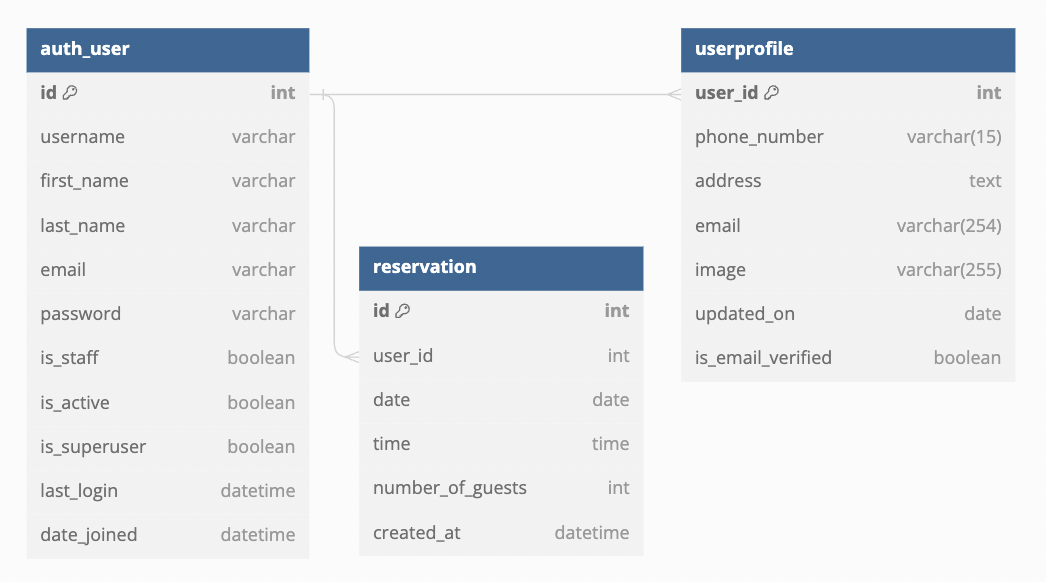 auth_user
id int
username varchar
first_name varchar
last_name varchar
email varchar
password varchar
is_staff boolean
is_active boolean
is_superuser boolean
last_login datetime
date_joined datetime
reservation
id int
user_id int
date date
time time
number_of_guests int
created_at datetime
userprofile
user_id int
phone_number varchar(15)
address text
email varchar(254)
image varchar(255)
updated_on date
is_email_verified boolean